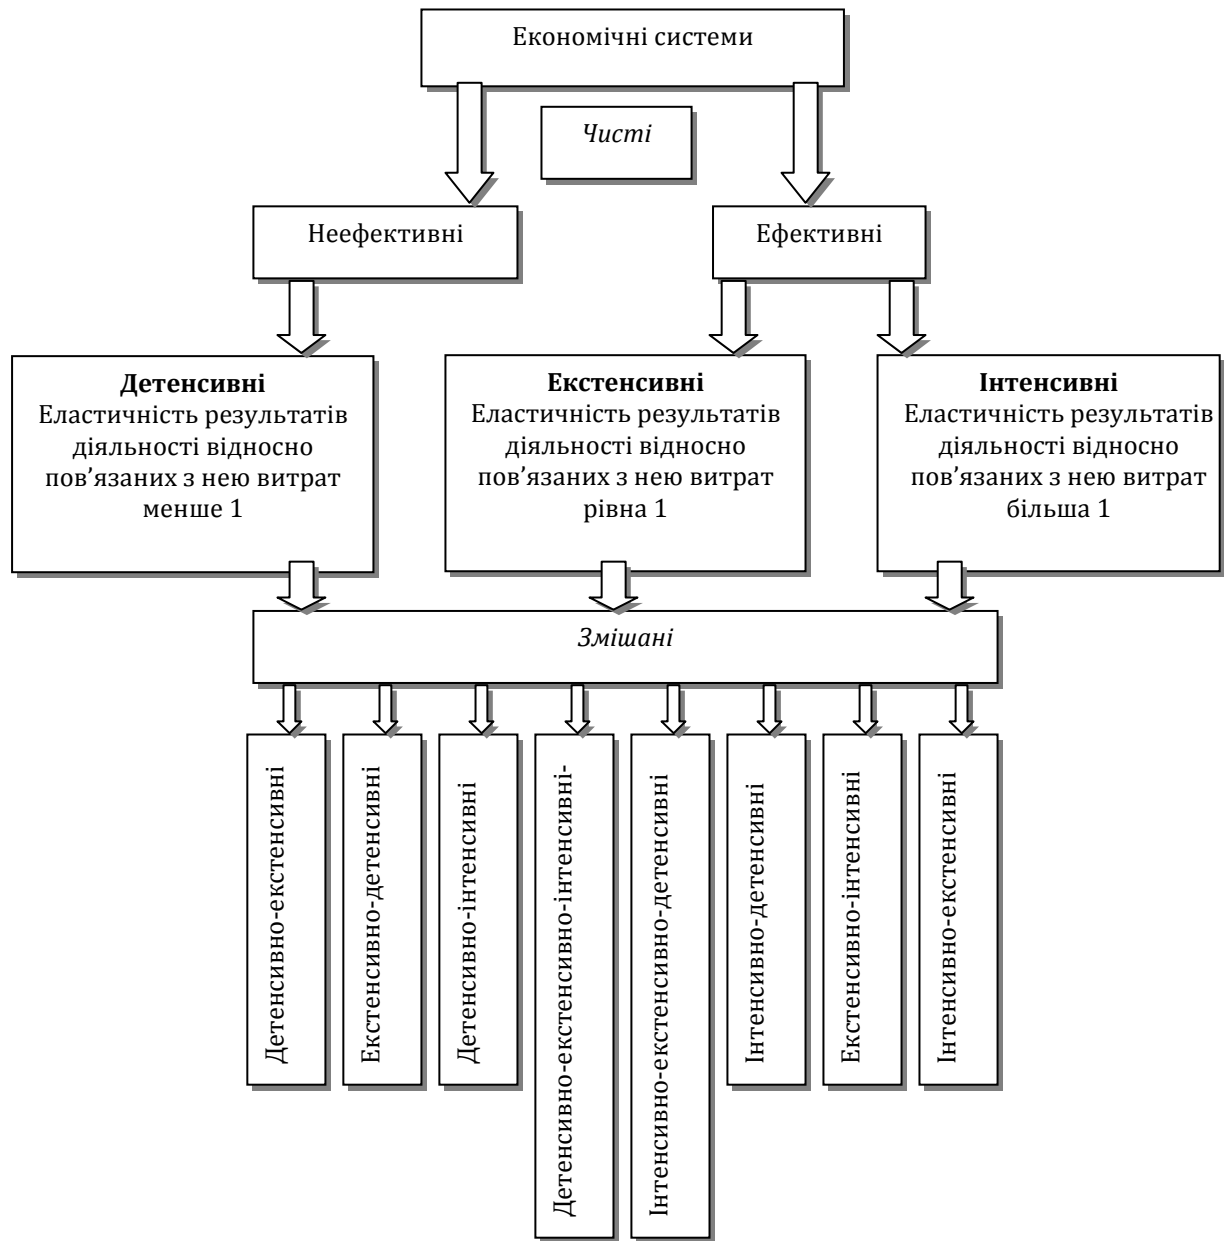 Економічні системи
Чисті
Неефективні
Ефективні
Детенсивні
Еластичність результатів
діяльності відносно
пов’язаних з нею витрат
менше 1
Екстенсивні
Еластичність результатів
діяльності відносно
пов’язаних з нею витрат
рівна 1
Інтенсивні
Еластичність результатів
діяльності відносно
пов’язаних з нею витрат
більша 1
Змішані
Детенсивно-екстенсивні
Екстенсивно-детенсивні
Детенсивно-інтенсивні
Детенсивно-екстенсивно-інтенсивні-
Інтенсивно-екстенсивно-детенсивні
Інтенсивно-детенсивні
Екстенсивно-інтенсивні
Інтенсивно-екстенсивні